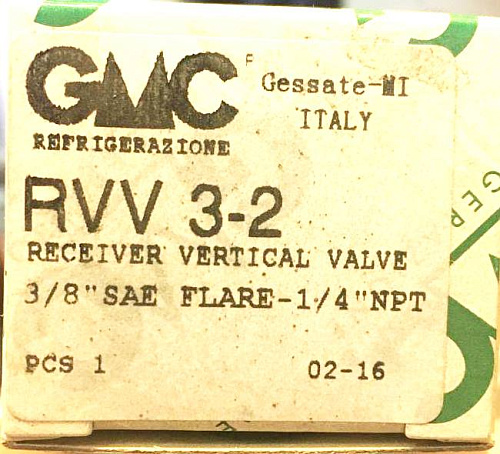 GMC
REFRIGERAZIONE
Gessate-MI
ITALY
RVV 3-2
RECEIVER VERTICAL VALVE
3/8"SAE FLARE-1/4"NPT
PCS 1
02-16